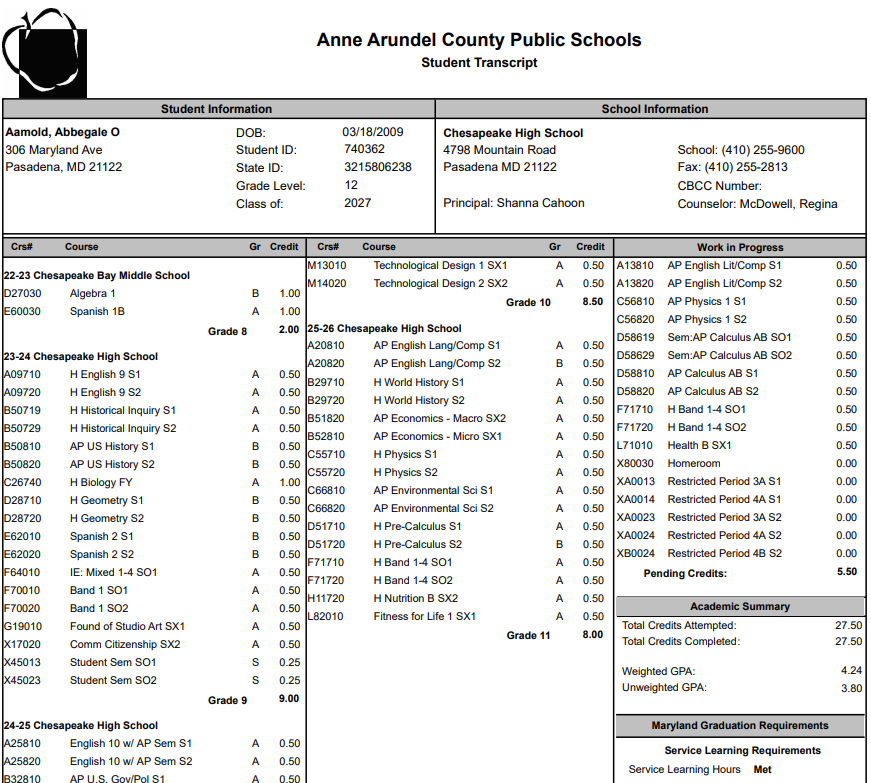 Anne Arundel County Public Schools
Student Transcript
Student Information
Aamold, Abbegale O
306 Maryland Ave
Pasadena, MD 21122
DOB: 03/18/2009
Student ID: 740362
State ID: 3215806238
Grade Level: 12
Class of: 2027
School Information
Chesapeake High School
4798 Mountain Road
Pasadena MD 21122
Principal: Shanna Cahoon
School: (410) 255-9600
Fax: (410) 255-2813
CBCC Number:
Counselor: McDowell, Regina
Crs# Course Gr Credit
22-23 Chesapeake Bay Middle School
D27030 Algebra 1 B 1.00
E60030 Spanish 1B A 1.00
Grade 8 2.00
23-24 Chesapeake High School
A09710 H English 9 S1 A 0.50
A09720 H English 9 S2 A 0.50
B50719 H Historical Inquiry S1 A 0.50
B50729 H Historical Inquiry S2 A 0.50
B50810 AP US History S1 B 0.50
B50820 AP US History S2 B 0.50
C26740 H Biology FY A 1.00
D28710 H Geometry S1 B 0.50
D28720 H Geometry S2 B 0.50
E62010 Spanish 2 S1 B 0.50
E62020 Spanish 2 S2 B 0.50
F64010 IE: Mixed 1-4 SO1 A 0.50
F70010 Band 1 SO1 A 0.50
F70020 Band 1 SO2 A 0.50
G19010 Found of Studio Art SX1 A 0.50
X17020 Comm Citizenship SX2 A 0.50
X45013 Student Sem SO1 S 0.25
X45023 Student Sem SO2 S 0.25
Grade 9 9.00
24-25 Chesapeake High School
A25810 English 10 w/ AP Sem S1 A 0.50
A25820 English 10 w/ AP Sem S2 A 0.50
B32810 AP U.S. Gov/Pol S1 A 0.50
Crs# Course Gr Credit
M13010 Technological Design 1 SX1 A 0.50
M14020 Technological Design 2 SX2 A 0.50
Grade 10 8.50
25-26 Chesapeake High School
A20810 AP English Lang/Comp S1 A 0.50
A20820 AP English Lang/Comp S2 B 0.50
B29710 H World History S1 A 0.50
B29720 H World History S2 A 0.50
B51820 AP Economics - Macro SX2 A 0.50
B52810 AP Economics - Micro SX1 A 0.50
C55710 H Physics S1 A 0.50
C55720 H Physics S2 A 0.50
C66810 AP Environmental Sci S1 A 0.50
C66820 AP Environmental Sci S2 A 0.50
D51710 H Pre-Calculus S1 A 0.50
D51720 H Pre-Calculus S2 B 0.50
F71710 H Band 1-4 SO1 A 0.50
F71720 H Band 1-4 SO2 A 0.50
H11720 H Nutrition B SX2 A 0.50
L82010 Fitness for Life 1 SX1 A 0.50
Grade 11 8.00
Work in Progress
A13810 AP English Lit/Comp S1 0.50
A13820 AP English Lit/Comp S2 0.50
C56810 AP Physics 1 S1 0.50
C56820 AP Physics 1 S2 0.50
D58619 Sem:AP Calculus AB SO1 0.50
D58629 Sem:AP Calculus AB SO2 0.50
D58810 AP Calculus AB S1 0.50
D58820 AP Calculus AB S2 0.50
F71710 H Band 1-4 SO1 0.50
F71720 H Band 1-4 SO2 0.50
L71010 Health B SX1 0.50
X80030 Homeroom 0.00
XA0013 Restricted Period 3A S1 0.00
XA0014 Restricted Period 4A S1 0.00
XA0023 Restricted Period 3A S2 0.00
XA0024 Restricted Period 4A S2 0.00
XB0024 Restricted Period 4B S2 0.00
Pending Credits: 5.50
Academic Summary
Total Credits Attempted: 27.50
Total Credits Completed: 27.50
Weighted GPA: 4.24
Unweighted GPA: 3.80
Maryland Graduation Requirements
Service Learning Requirements
Service Learning Hours Met